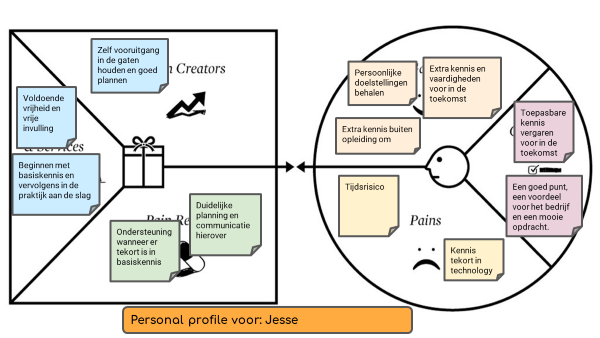 Zelf vooruitgang
in de gaten
houden en goed
plannen
n Creators
Voldoende
vrijheid en
vrije
invulling
& Services
Beginnen met
basiskennis en
vervolgens in de
praktijk aan de slag
Duidelijke
planning en
communicatie
hierover
Pain Re
Ondersteuning
wanneer er
tekort is in
basiskennis
Persoonlijke
doelstellingen
behalen
Extra kennis en
vaardigheden
voor in de
toekomst
Extra kennis buiten
opleiding om
Toepasbare
kennis
vergaren
voor in de
toekomst
Een goed punt,
een voordeel
voor het bedrijf
en een mooie
opdracht.
Tijdsrisico
Pains
Kennis
tekort in
technology
Personal profile voor: Jesse